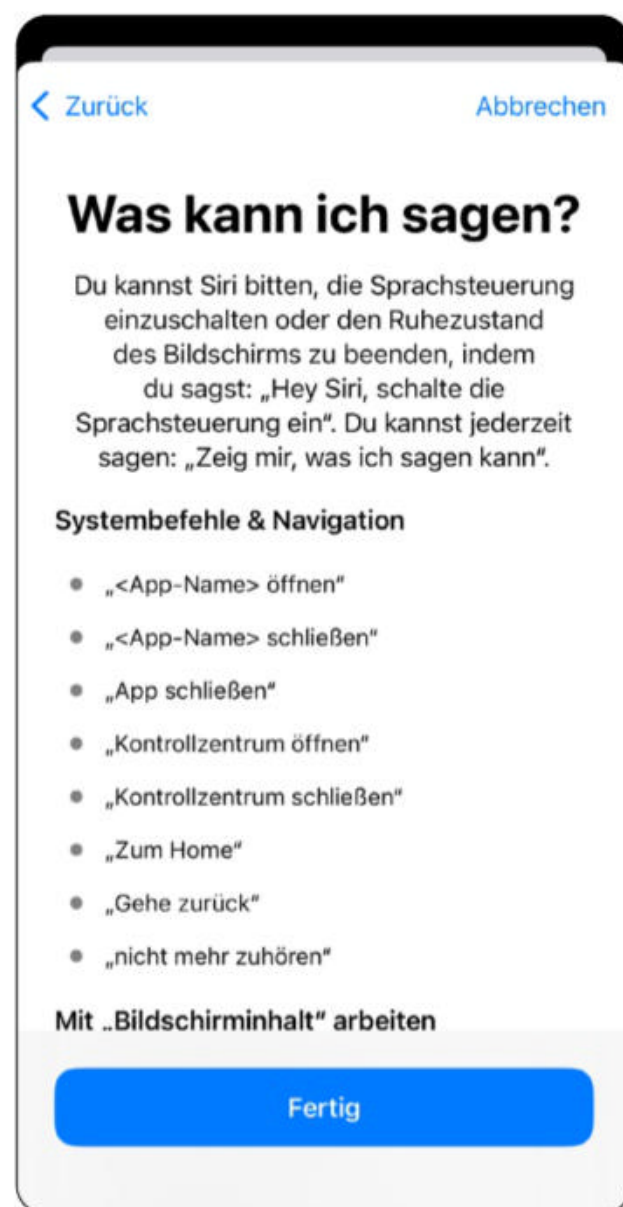 Zurück
Abbrechen
Was kann ich sagen?
Du kannst Siri bitten, die Sprachsteuerung
einzuschalten oder den Ruhezustand
des Bildschirms zu beenden, indem
du sagst: „Hey Siri, schalte die
Sprachsteuerung ein“. Du kannst jederzeit
sagen: „Zeig mir, was ich sagen kann“.
Systembefehle & Navigation
„<App-Name> öffnen“
„<App-Name> schließen“
„App schließen“
„Kontrollzentrum öffnen“
„Kontrollzentrum schließen“
„Zum Home“
„Gehe zurück“
„nicht mehr zuhören“
Mit „Bildschirminhalt“ arbeiten
Fertig